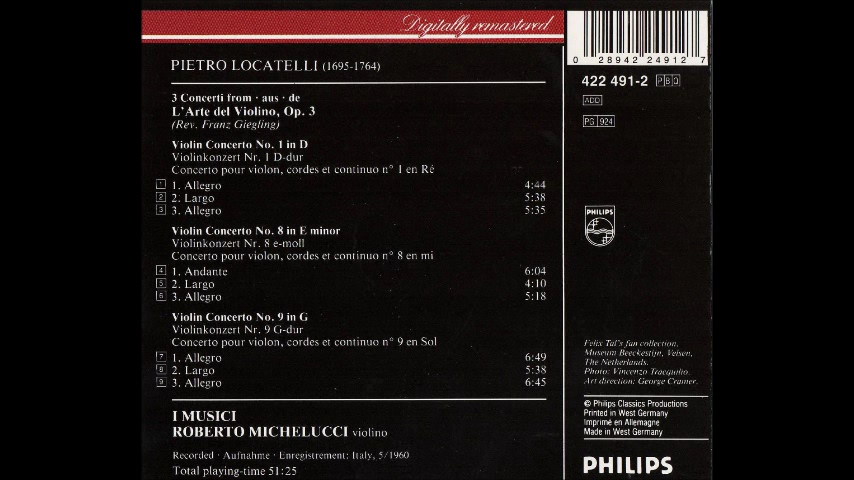 Digitally remastered
PIETRO LOCATELLI (1695-1764)
3 Concerti from · aus · de
L'Arte del Violino, Op. 3
(Rev. Franz Giegling)
Violin Concerto No. 1 in D
Violinkonzert Nr. 1 D-dur
Concerto pour violon, cordes et continuo n° 1 en Ré
1 1. Allegro 4:44
2 2. Largo 5:38
3 3. Allegro 5:35
Violin Concerto No. 8 in E minor
Violinkonzert Nr. 8 e-moll
Concerto pour violon, cordes et continuo n° 8 en mi
4 1. Andante 6:04
5 2. Largo 4:10
6 3. Allegro 5:18
Violin Concerto No. 9 in G
Violinkonzert Nr. 9 G-dur
Concerto pour violon, cordes et continuo n° 9 en Sol
7 1. Allegro 6:49
8 2. Largo 5:38
9 3. Allegro 6:45
I MUSICI
ROBERTO MICHELUCCI violino
Recorded · Aufnahme · Enregistrement: Italy, 5/1960
Total playing-time 51:25
0 28942 24912 7
422 491-2 PBQ
ADD
PG 924
PHILIPS
Felix Tal's fan collection,
Museum Beeckestijn, Velsen,
The Netherlands.
Photo: Vincenzo
Art direction: George Cramer.
© Philips Classics Productions
Printed in West Germany
Imprimé en Allemagne
Made in West Germany
PHILIPS